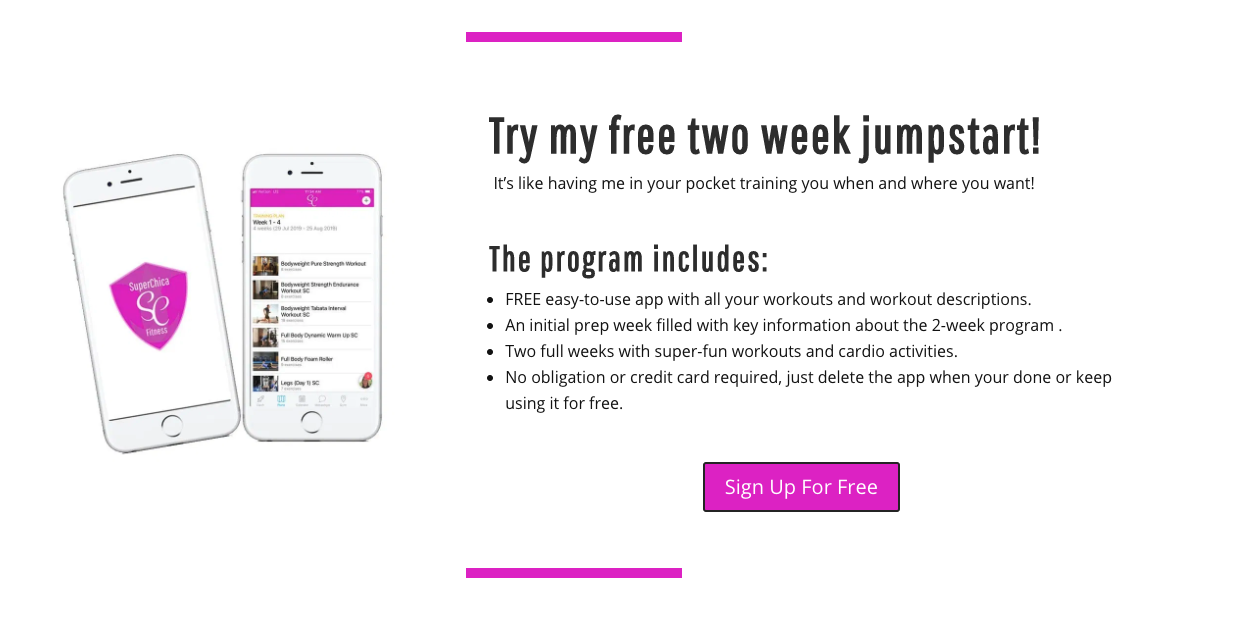 Try my free two week jumpstart!
It's like having me in your pocket training you when and where you want!
The program includes:
FREE easy-to-use app with all your workouts and workout descriptions.
An initial prep week filled with key information about the 2-week program .
Two full weeks with super-fun workouts and cardio activities.
No obligation or credit card required, just delete the app when your done or keep
using it for free.
Sign Up For Free
SuperChica
SC
Fitness
SC
TRAINING PLAN
Week 1 - 4
Bodyweight Pure Strength Workout
Bodyweight Strength Endurance
Workout SC
Bodyweight Tabata Interval
Workout SC
Full Body Dynamic Warm Up SC
Full Body Foam Roller
Legs (Day 1) SC